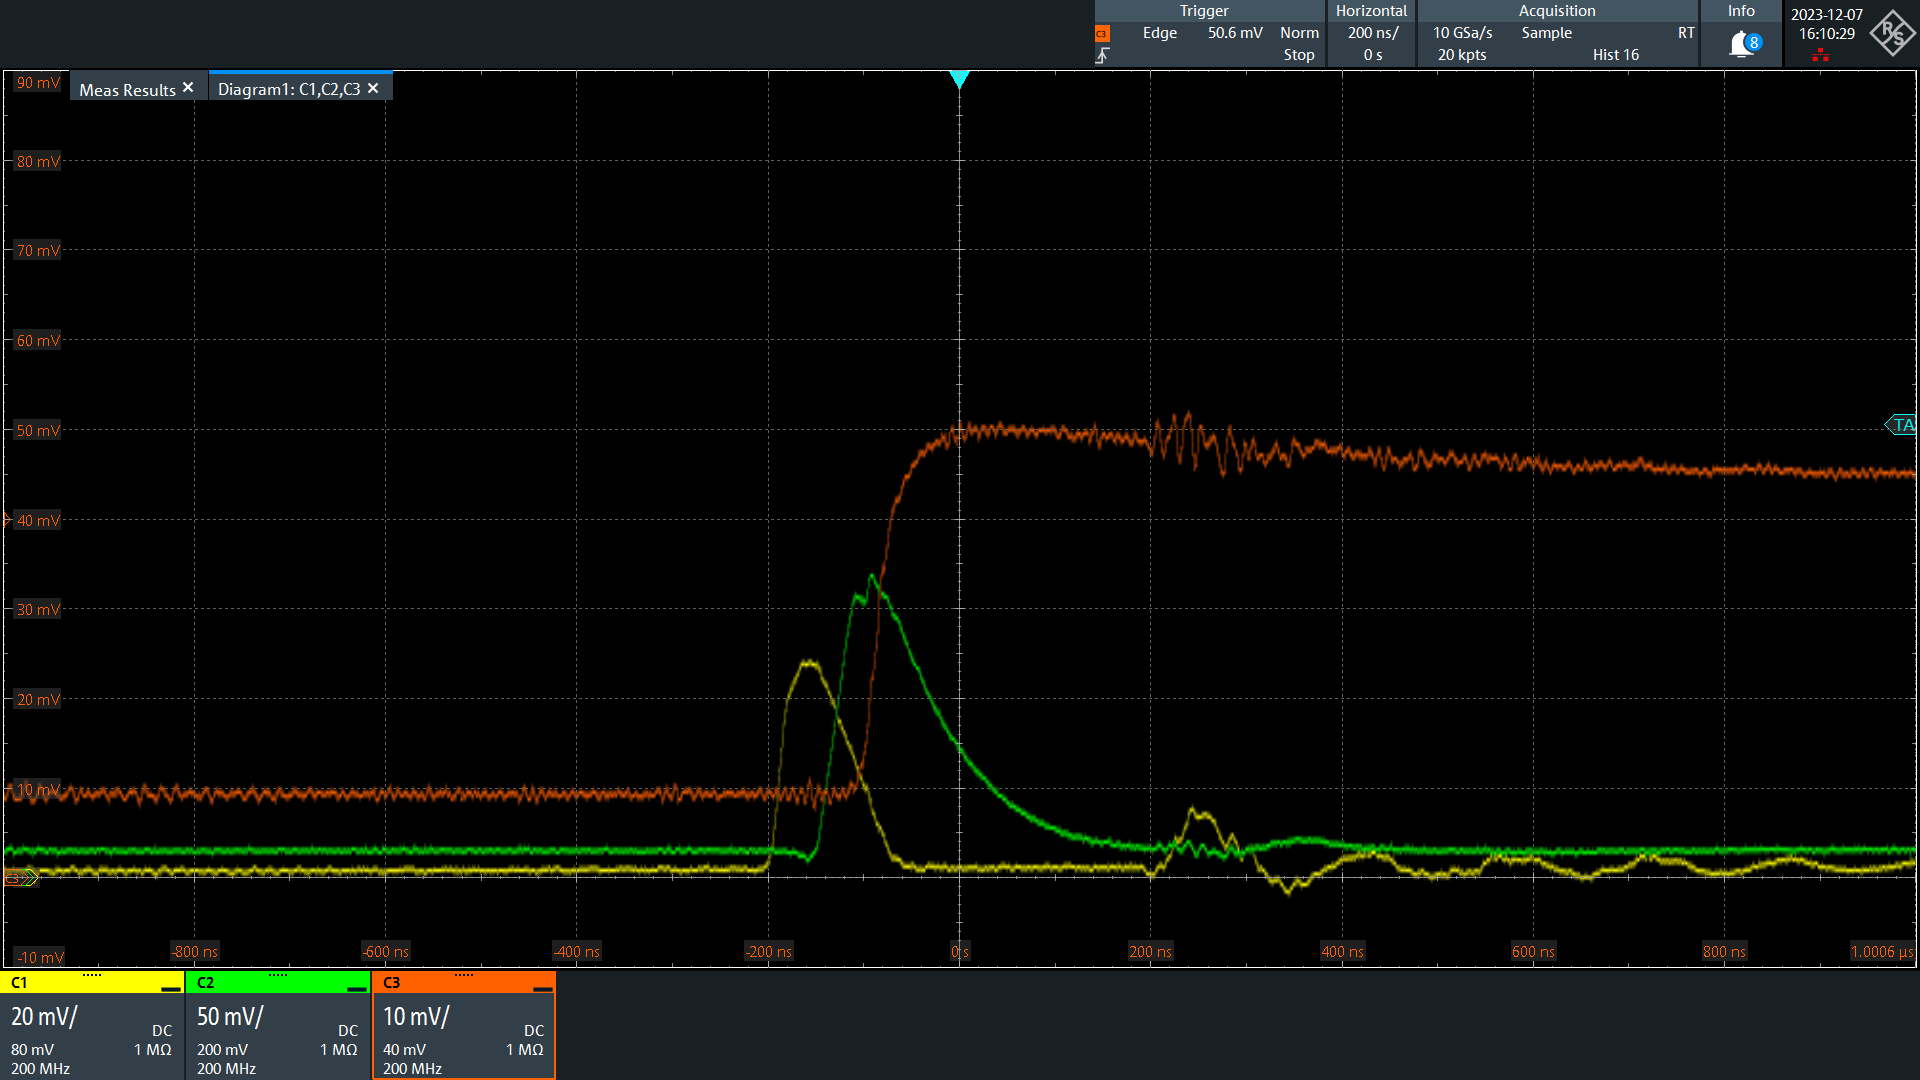 Trigger Horizontal Acquisition Info
2023-12-07
C3 Edge 50.6 mV Norm 200 ns/ 10 GSa/s Sample RT 8 16:10:29
Stop 0 s 20 kpts Hist 16
R&S
90 mV Meas Results ✕ Diagram1: C1,C2,C3 ✕
80 mV
70 mV
60 mV
50 mV TA
40 mV
30 mV
20 mV
10 mV
C3
-10 mV -800 ns -600 ns -400 ns -200 ns 0 s 200 ns 400 ns 600 ns 800 ns 1.0006 µs
C1 C2 C3
20 mV/ 50 mV/ 10 mV/
DC DC DC
80 mV 1 MΩ 200 mV 1 MΩ 40 mV 1 MΩ
200 MHz 200 MHz 200 MHz